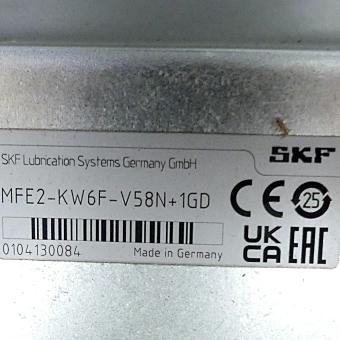 SKF Lubrication Systems Germany GmbH
SKF
MFE2-KW6F-V58N+1GD
CE
25
0104130084
Made in Germany
UK
CA
EAC